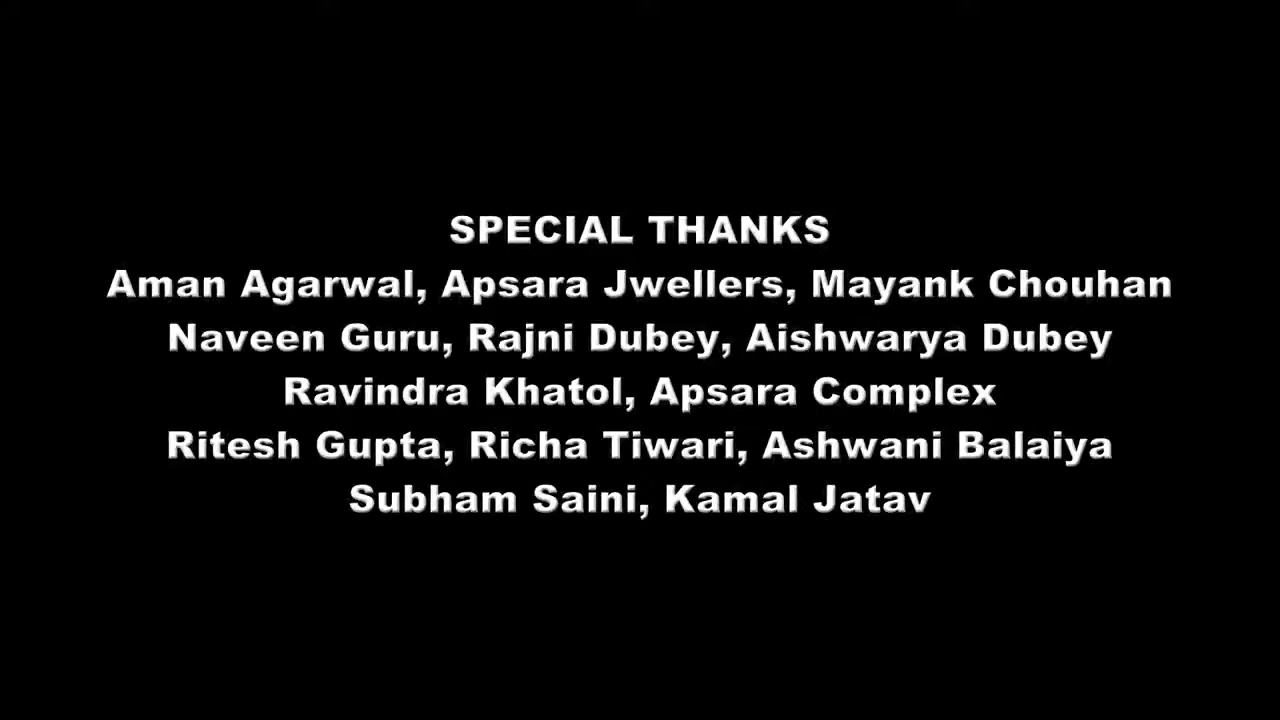 SPECIAL THANKS
Aman Agarwal, Apsara Jwellers, Mayank Chouhan
Naveen Guru, Rajni Dubey, Aishwarya Dubey
Ravindra Khatol, Apsara Complex
Ritesh Gupta, Richa Tiwari, Ashwani Balaiya
Subham Saini, Kamal Jatav